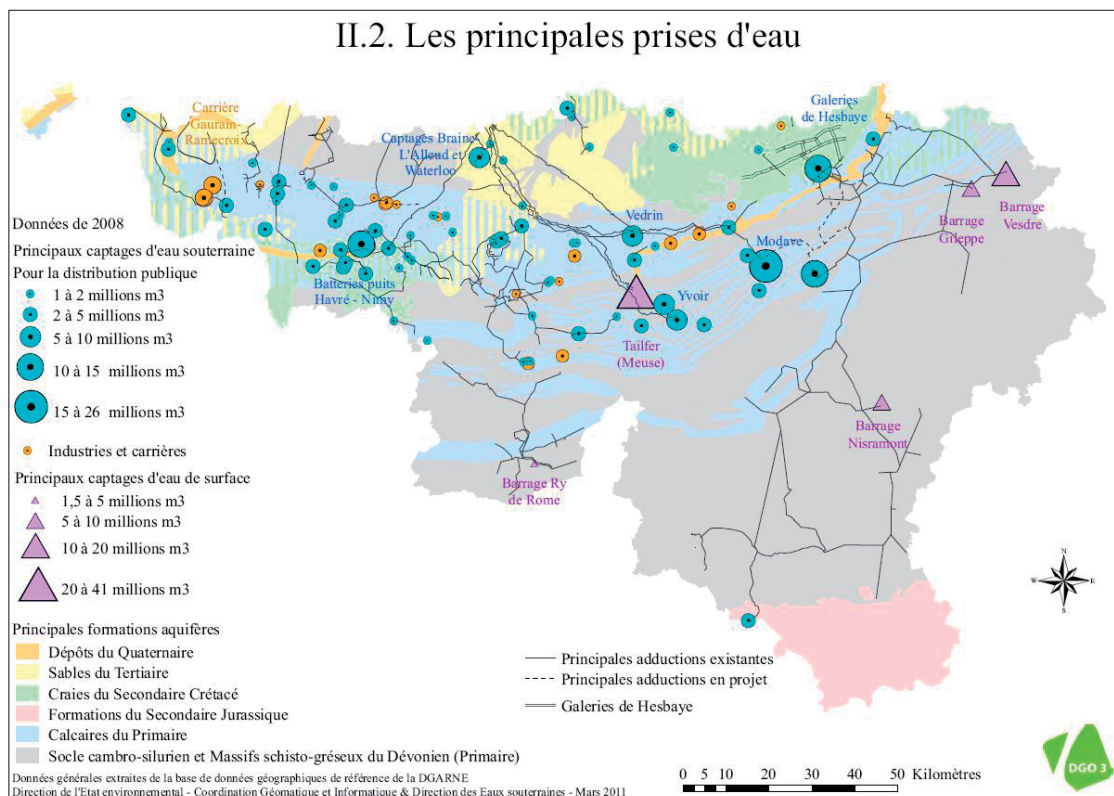 II.2. Les principales prises d'eau
Carrière
Gaurain-
Ramecroix
Captages Braine
L'Alleud et
Waterloo
Galeries
de Hesbaye
Barrage
Vesdre
Barrage
Gileppe
Vedrin
Modave
Batteries puits
Havré - Nimy
Yvoir
Tailfer
(Meuse)
Barrage
Nisramont
Barrage Ry
de Rome
Données de 2008
Principaux captages d'eau souterraine
Pour la distribution publique
1 à 2 millions m3
2 à 5 millions m3
5 à 10 millions m3
10 à 15 millions m3
15 à 26 millions m3
Industries et carrières
Principaux captages d'eau de surface
1,5 à 5 millions m3
5 à 10 millions m3
10 à 20 millions m3
20 à 41 millions m3
Principales formations aquifères
Dépôts du Quaternaire
Sables du Tertiaire
Craies du Secondaire Crétacé
Formations du Secondaire Jurassique
Calcaires du Primaire
Socle cambro-silurien et Massifs schisto-gréseux du Dévonien (Primaire)
Principales adductions existantes
Principales adductions en projet
Galeries de Hesbaye
N
W E
S
DGO 3
0 5 10 20 30 40 50 Kilomètres
Données générales extraites de la base de données géographiques de référence de la DGARNE
Direction de l'Etat environnemental - Coordination Géomatique et Informatique & Direction des Eaux souterraines - Mars 2011